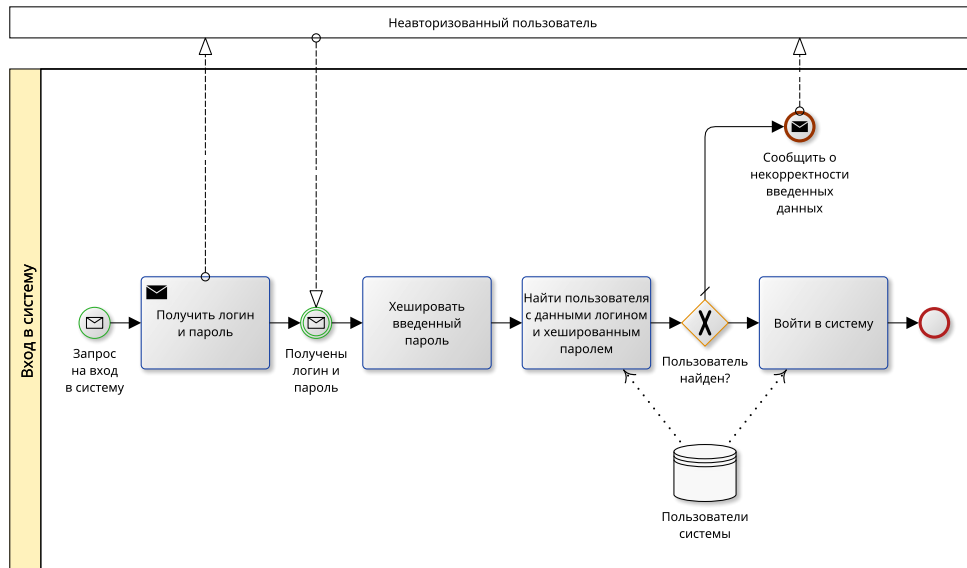 Неавторизованный пользователь
Вход в систему
Сообщить о
некорректности
введенных
данных
Запрос
на вход
в систему
Получить логин
и пароль
Получены
логин и
пароль
Хешировать
введенный
пароль
Найти пользователя
с данными логином
и хешированным
паролем
Пользователь
найден?
Войти в систему
Пользователи
системы